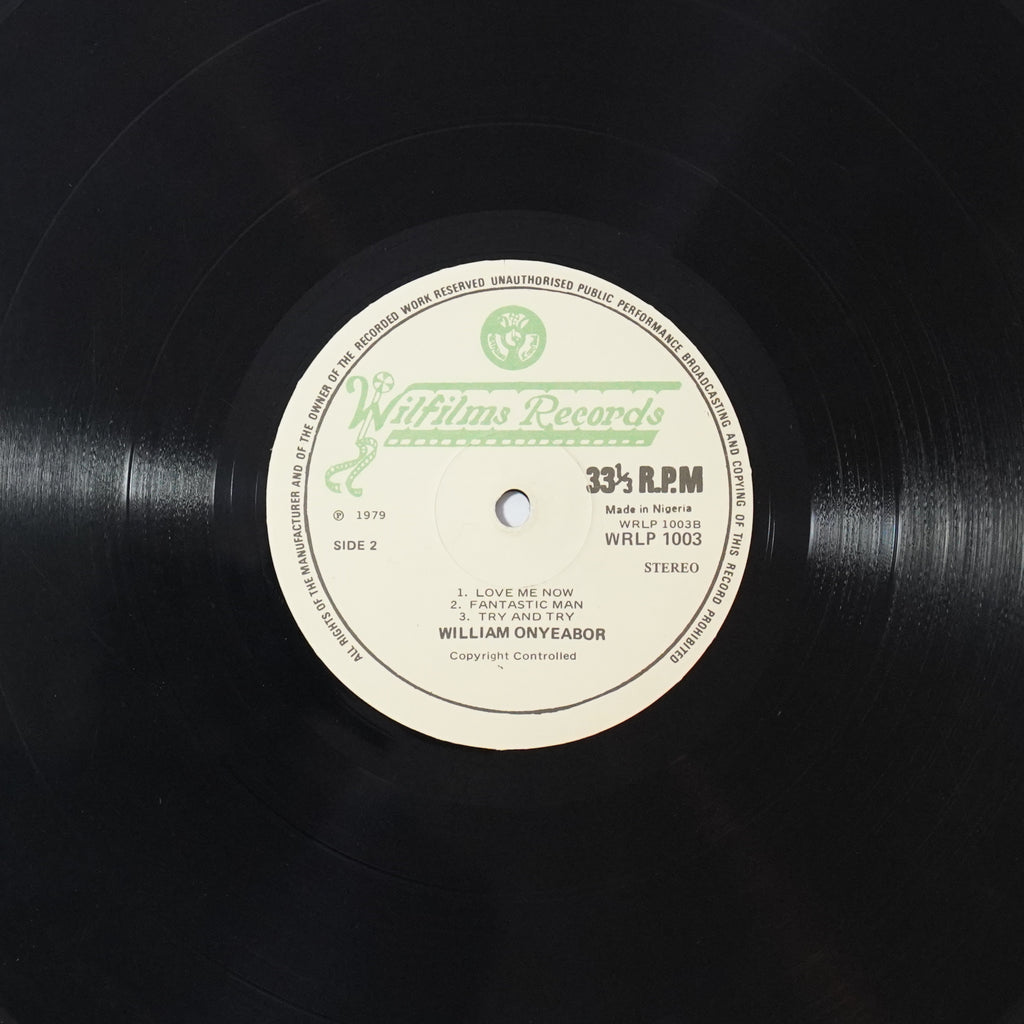 ALL RIGHTS OF THE MANUFACTURER AND OF THE OWNER OF THE RECORDED WORK RESERVED UNAUTHORISED PUBLIC PERFORMANCE BROADCASTING AND COPYING OF THIS RECORD PROHIBITED
Wilfilms Records
33⅓ R.P.M
Made in Nigeria
℗ 1979
WRLP 1003B
SIDE 2
WRLP 1003
STEREO
1. LOVE ME NOW
2. FANTASTIC MAN
3. TRY AND TRY
WILLIAM ONYEABOR
Copyright Controlled